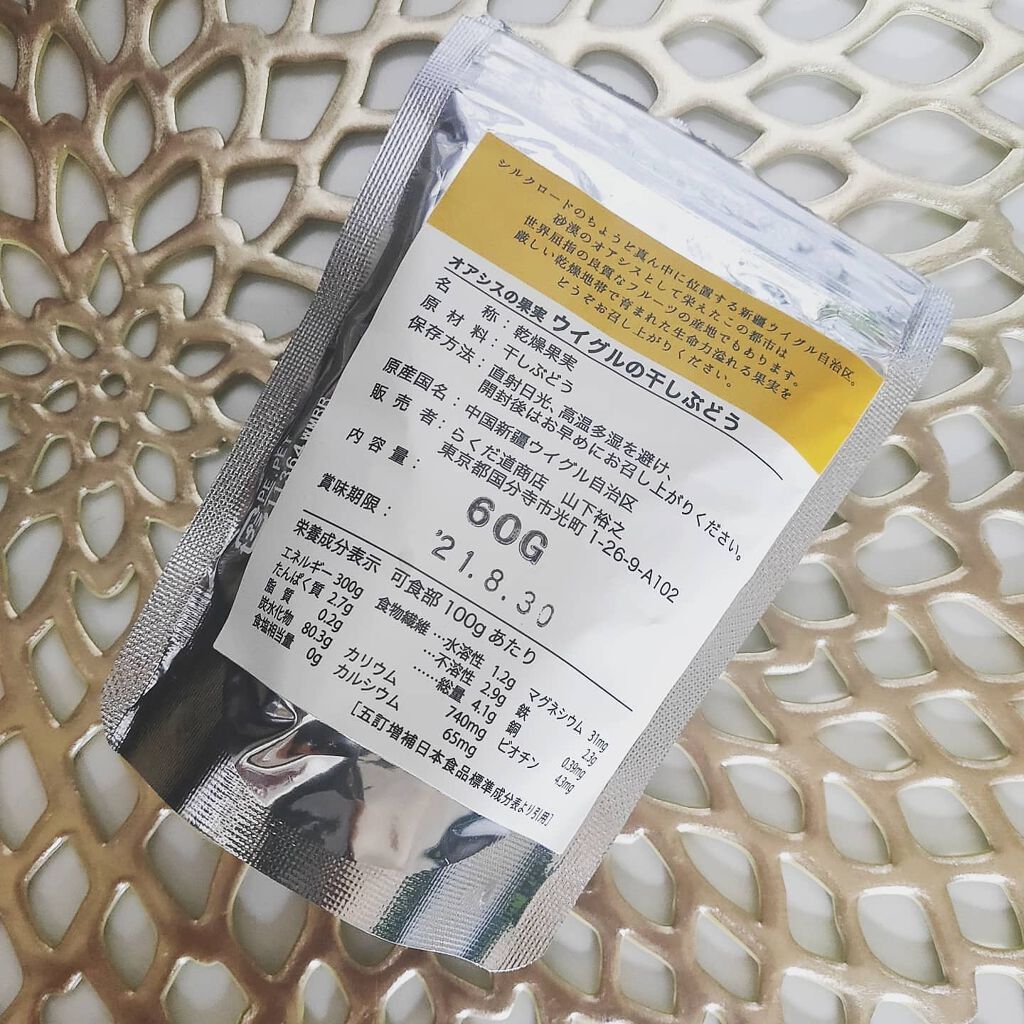 シルクロードのちょうど真ん中に位置する新疆ウイグル自治区。
砂漠のオアシスとして栄えたこの都市は
世界屈指の良質なフルーツの産地でもあります。
厳しい乾燥地帯で育まれた生命力溢れる果実を
どうぞお召し上がりください。
オアシスの果実 ウイグルの干しぶどう
名 称：乾燥果実
原 材 料：干しぶどう
保存方法：直射日光、高温多湿を避け、
開封後はお早めにお召し上がりください。
原産国名：中国新疆ウイグル自治区
販 売 者：らくだ道商店 山下裕之
東京都国分寺市光町 1-26-9-A102
内 容 量： 60G
賞味期限： '21.8.30
栄養成分表示 可食部100gあたり
エネルギー 300g
たんぱく質 2.7g
脂 質 0.2g
炭水化物 80.3g
食塩相当量 0g
食物繊維 …水溶性 1.2g
……不溶性 2.9g
……総量 4.1g
カリウム 740mg
カルシウム 65mg
マグネシウム 31mg
鉄 2.3g
銅 0.39mg
ビオチン 4.3mg
［五訂増補日本食品標準成分表より引用］